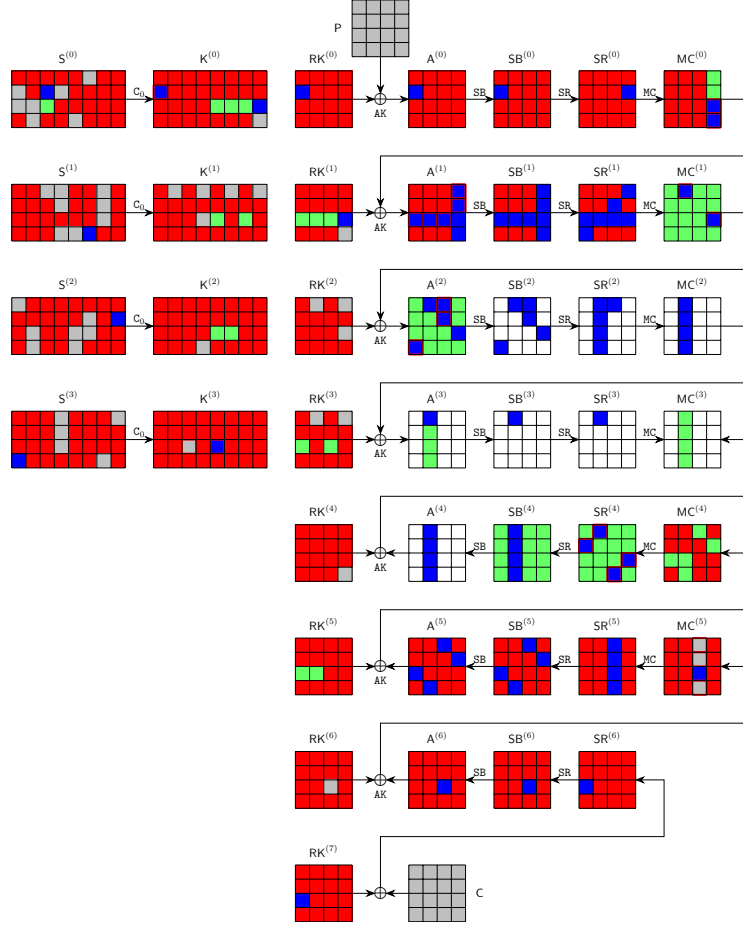 P
S^(0) K^(0) RK^(0) A^(0) SB^(0) SR^(0) MC^(0)
C₀ AK SB SR MC
S^(1) K^(1) RK^(1) A^(1) SB^(1) SR^(1) MC^(1)
C₀ AK SB SR MC
S^(2) K^(2) RK^(2) A^(2) SB^(2) SR^(2) MC^(2)
C₀ AK SB SR MC
S^(3) K^(3) RK^(3) A^(3) SB^(3) SR^(3) MC^(3)
C₀ AK SB SR MC
RK^(4) A^(4) SB^(4) SR^(4) MC^(4)
AK SB SR MC
RK^(5) A^(5) SB^(5) SR^(5) MC^(5)
AK SB SR MC
RK^(6) A^(6) SB^(6) SR^(6)
AK SB SR
RK^(7)
C